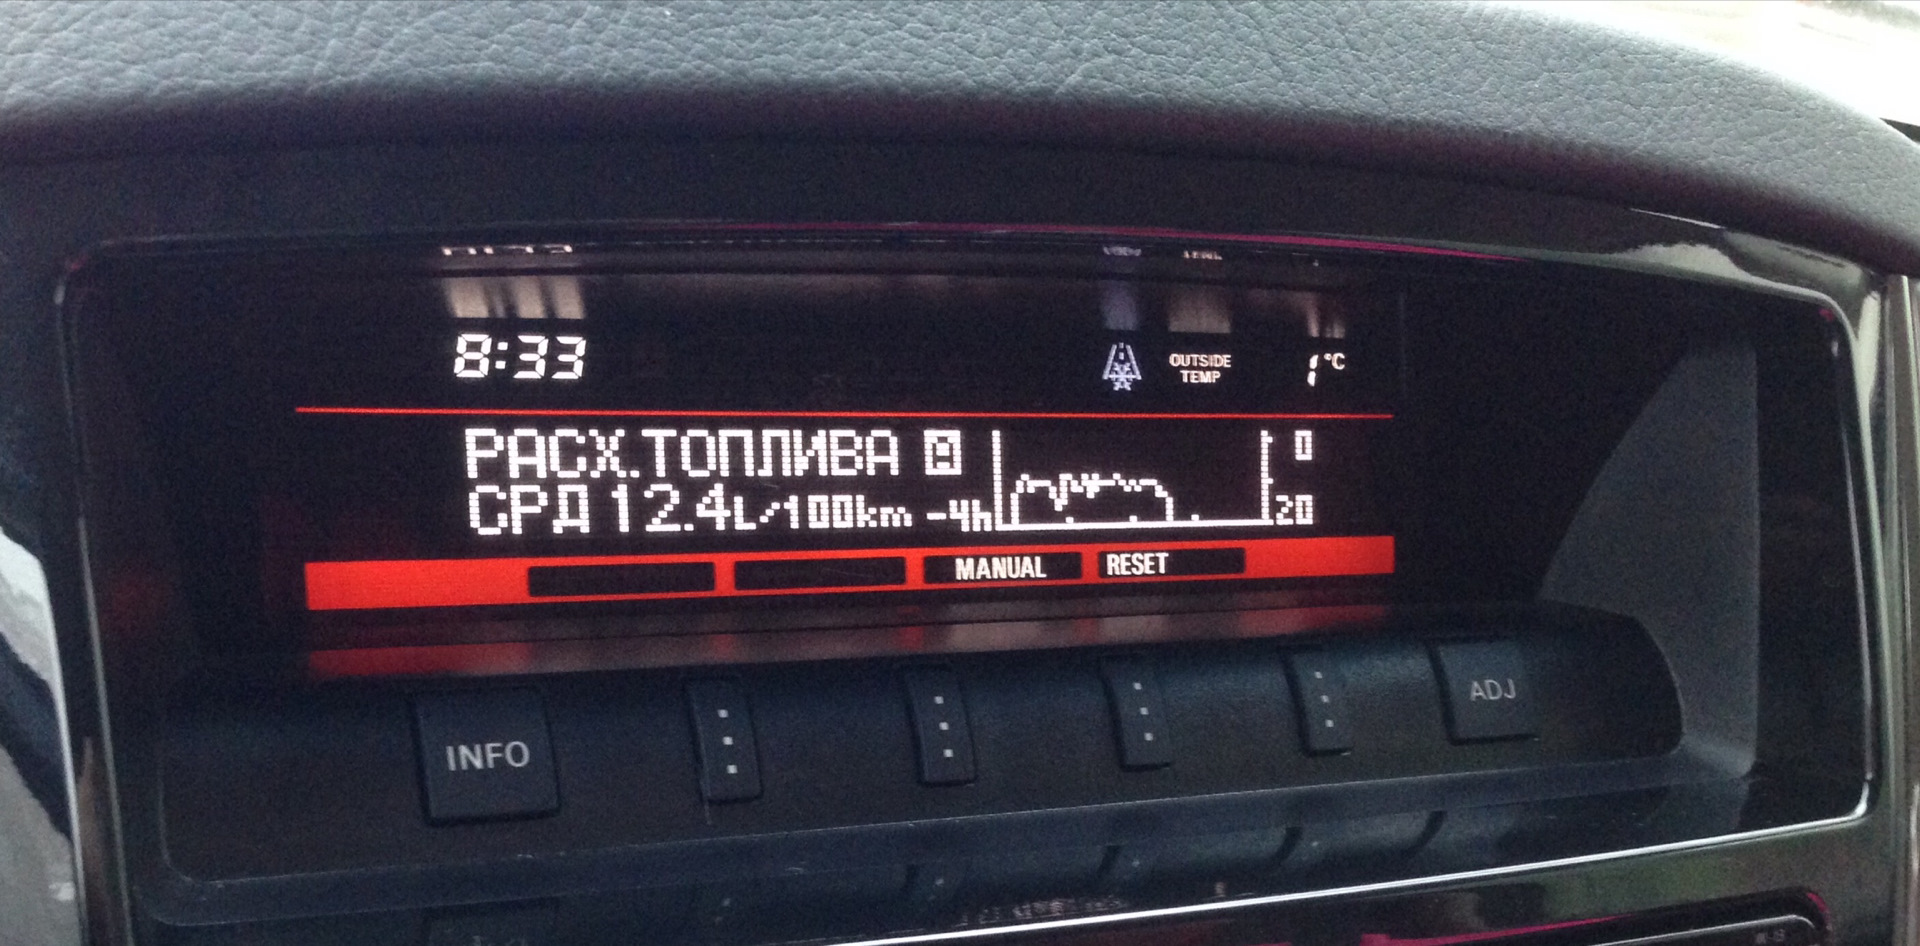 8:33
OUTSIDE
TEMP
1°C
РАСХ.ТОПЛИВА
0
СРД 12.4L/100km -4h
20
MANUAL RESET
INFO
ADJ